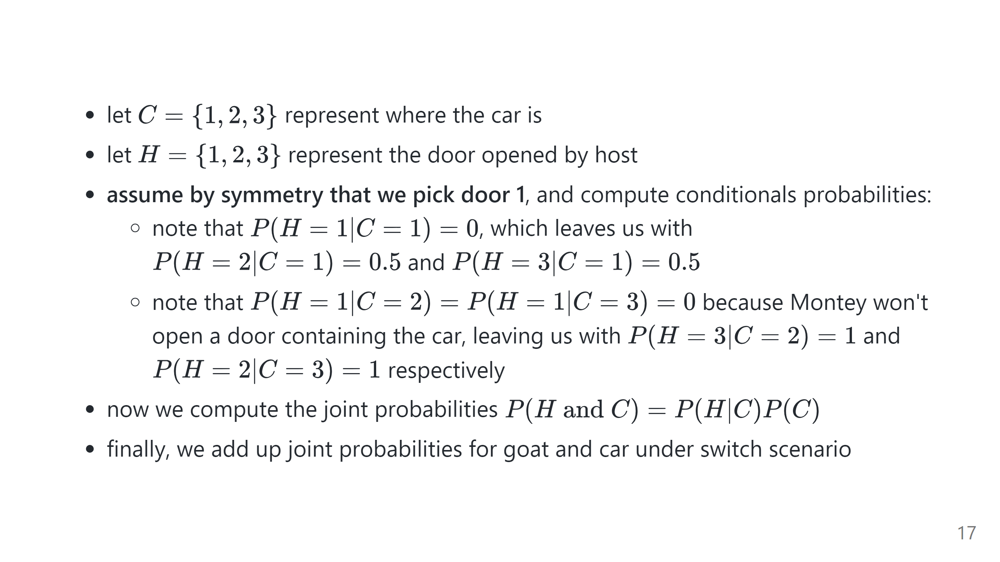 • let C = {1, 2, 3} represent where the car is
• let H = {1, 2, 3} represent the door opened by host
• assume by symmetry that we pick door 1, and compute conditionals probabilities:
◦ note that P(H = 1|C = 1) = 0, which leaves us with
P(H = 2|C = 1) = 0.5 and P(H = 3|C = 1) = 0.5
◦ note that P(H = 1|C = 2) = P(H = 1|C = 3) = 0 because Montey won't
open a door containing the car, leaving us with P(H = 3|C = 2) = 1 and
P(H = 2|C = 3) = 1 respectively
• now we compute the joint probabilities P(H and C) = P(H|C)P(C)
• finally, we add up joint probabilities for goat and car under switch scenario
17